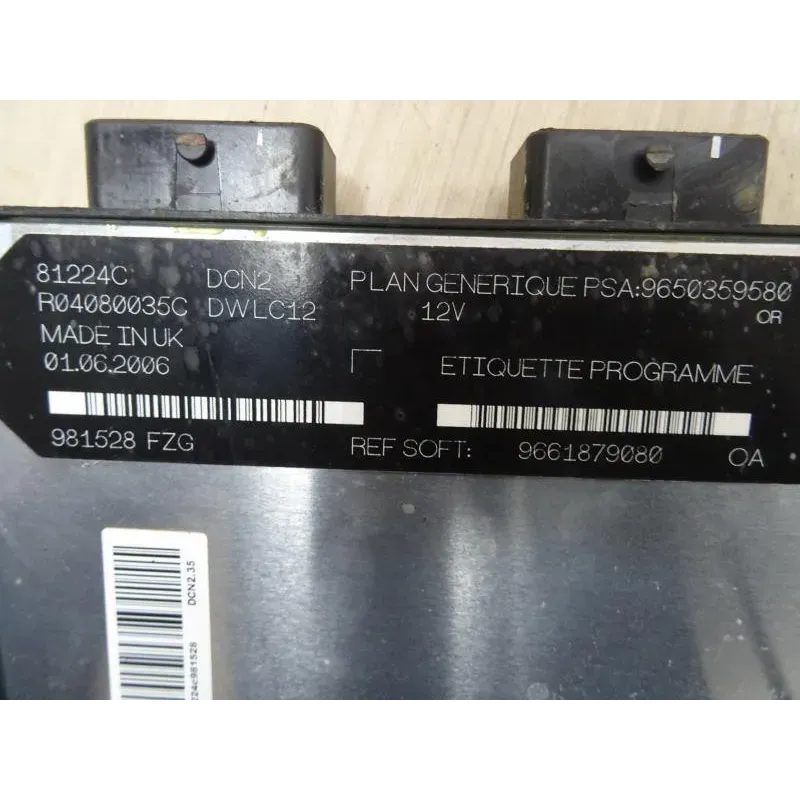 81224C DCN2 PLAN GENERIQUE PSA:9650359580
R04080035C DWLC12 12V OR
MADE IN UK
01.06.2006 ETIQUETTE PROGRAMME
981528 FZG REF SOFT: 9661879080 OA
DCN2.35
224c981528